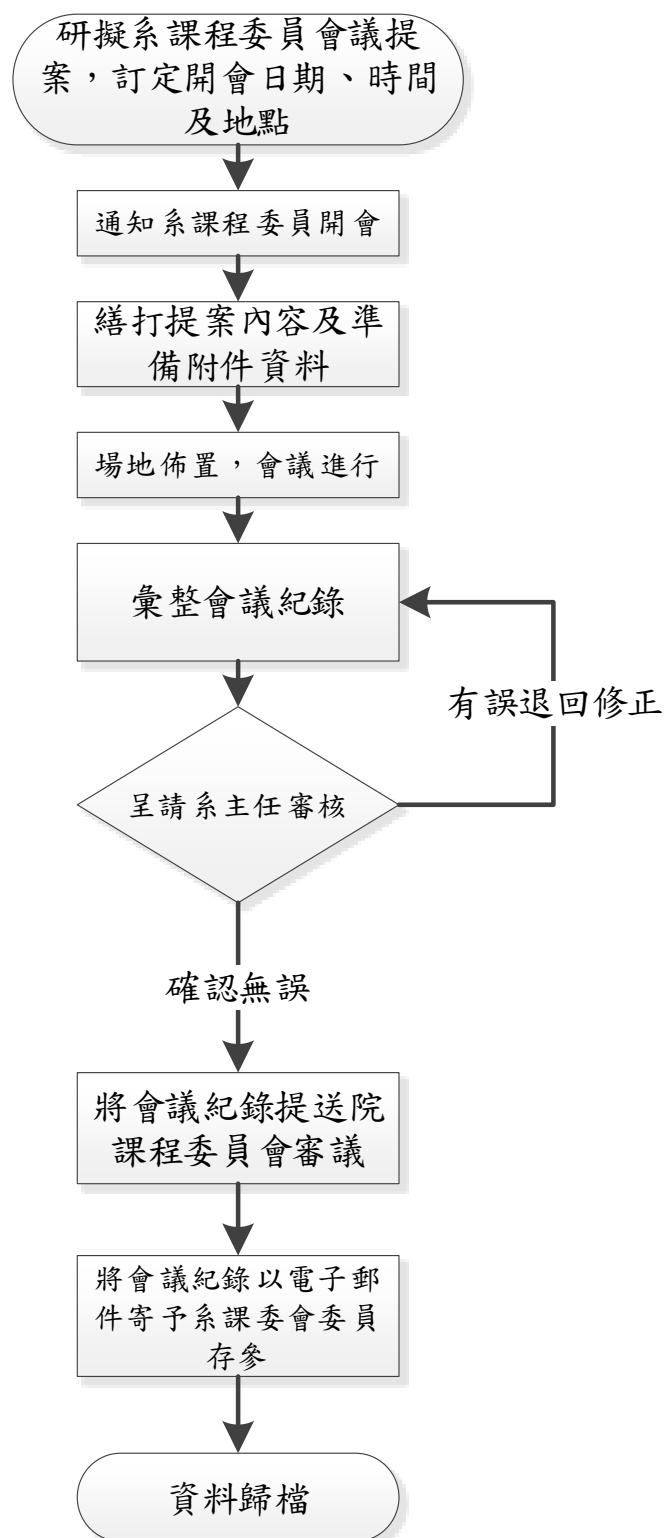 研擬系課程委員會議提
案，訂定開會日期、時間
及地點
通知系課程委員開會
繕打提案內容及準
備附件資料
場地佈置，會議進行
彙整會議紀錄
有誤退回修正
呈請系主任審核
確認無誤
將會議紀錄提送院
課程委員會審議
將會議紀錄以電子郵
件寄予系課委會委員
存參
資料歸檔